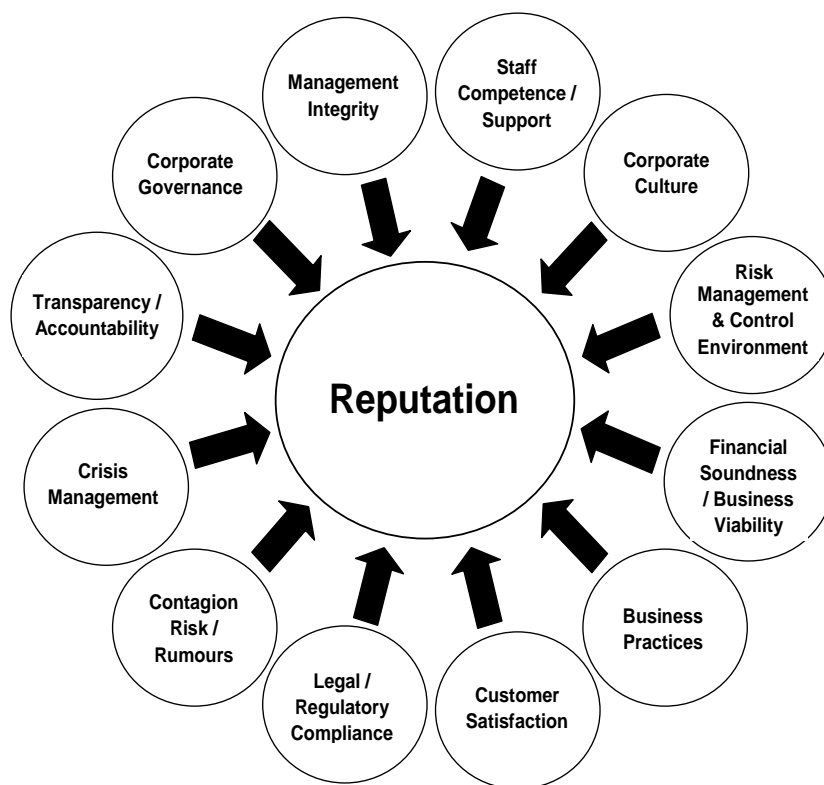 Management
Integrity
Staff
Competence /
Support
Corporate
Culture
Risk
Management
& Control
Environment
Financial
Soundness
/ Business
Viability
Business
Practices
Customer
Satisfaction
Legal /
Regulatory
Compliance
Contagion
Risk /
Rumours
Crisis
Management
Transparency /
Accountability
Corporate
Governance
Reputation